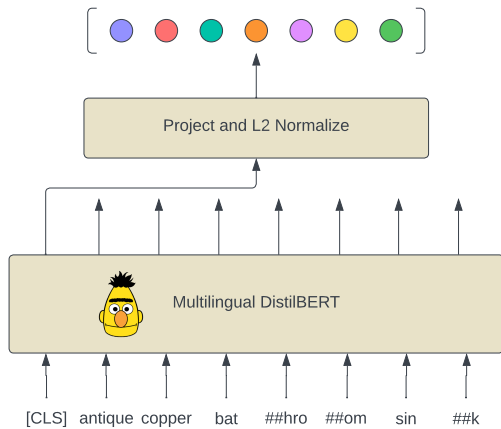 Project and L2 Normalize
Multilingual DistilBERT
[CLS] antique copper bat ##hro ##om sin ##k